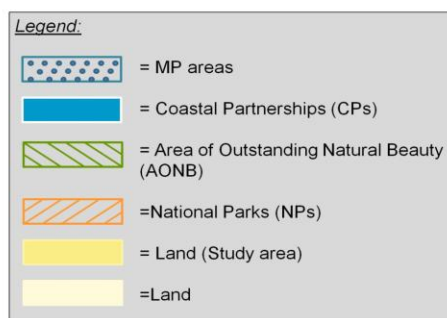 Legend:
= MP areas
= Coastal Partnerships (CPs)
= Area of Outstanding Natural Beauty
(AONB)
=National Parks (NPs)
= Land (Study area)
=Land